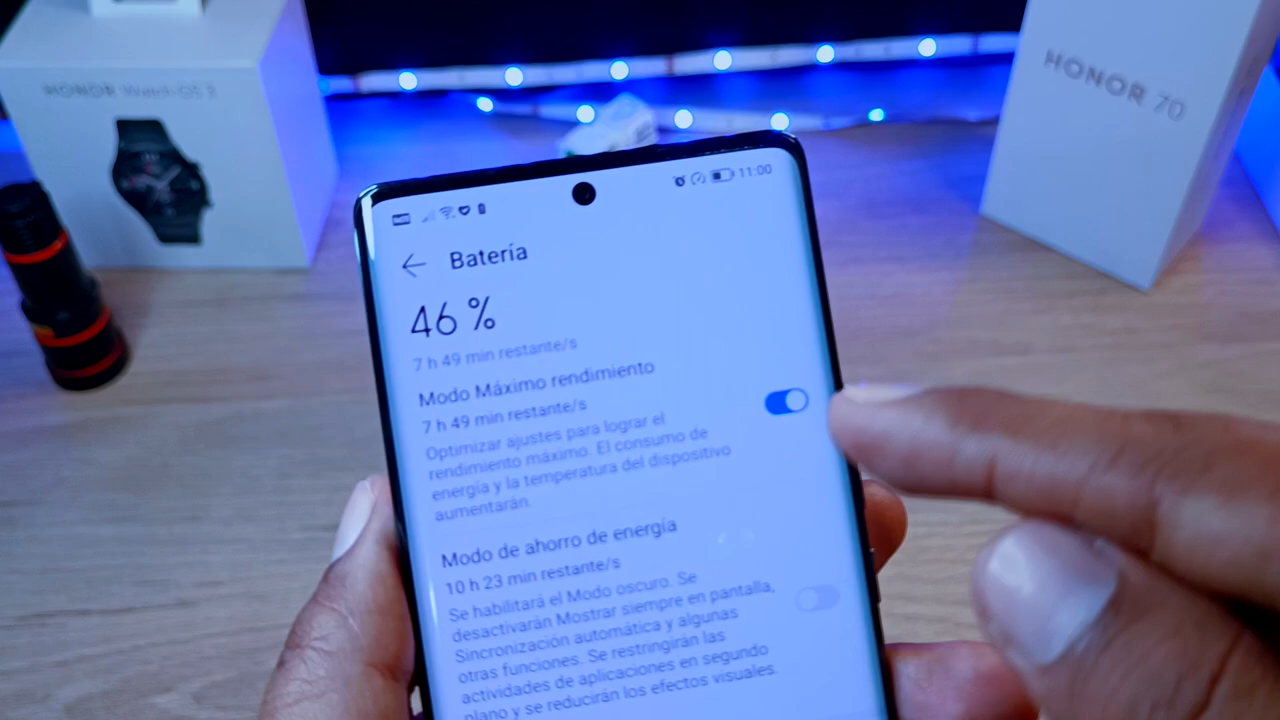 HONOR Watch GS 3
HONOR 70
11:00
Batería
46 %
7 h 49 min restante/s
Modo Máximo rendimiento
7 h 49 min restante/s
Optimizar ajustes para lograr el
rendimiento máximo. El consumo de
energía y la temperatura del dispositivo
aumentarán.
Modo de ahorro de energía
10 h 23 min restante/s
Se habilitará el Modo oscuro. Se
desactivarán Mostrar siempre en pantalla,
Sincronización automática y algunas
otras funciones. Se restringirán las
actividades de aplicaciones en segundo
plano y se reducirán los efectos visuales.